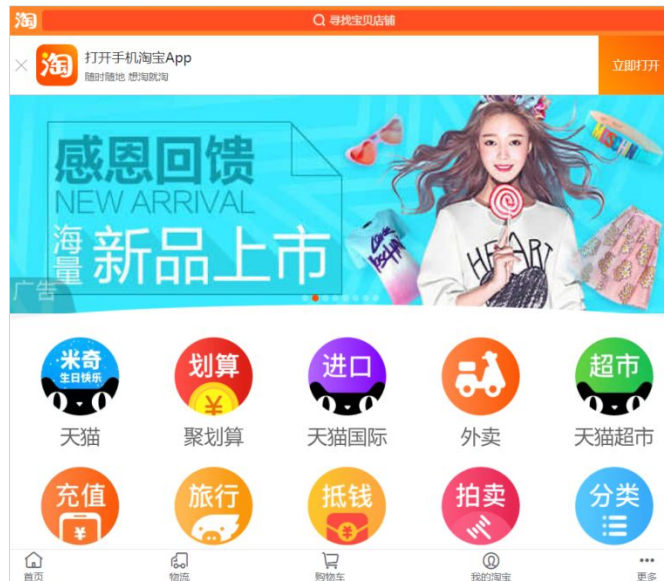 淘
寻找宝贝店铺
淘
打开手机淘宝App
随时随地 想淘就淘
立即打开
感恩回馈
NEW ARRIVAL
海量
新品上市
广告
HEART
米奇
生日快乐
划算
¥
进口
超市
天猫
聚划算
天猫国际
外卖
天猫超市
充值
¥
旅行
抵钱
¥
拍卖
分类
首页
物流
购物车
我的淘宝
更多